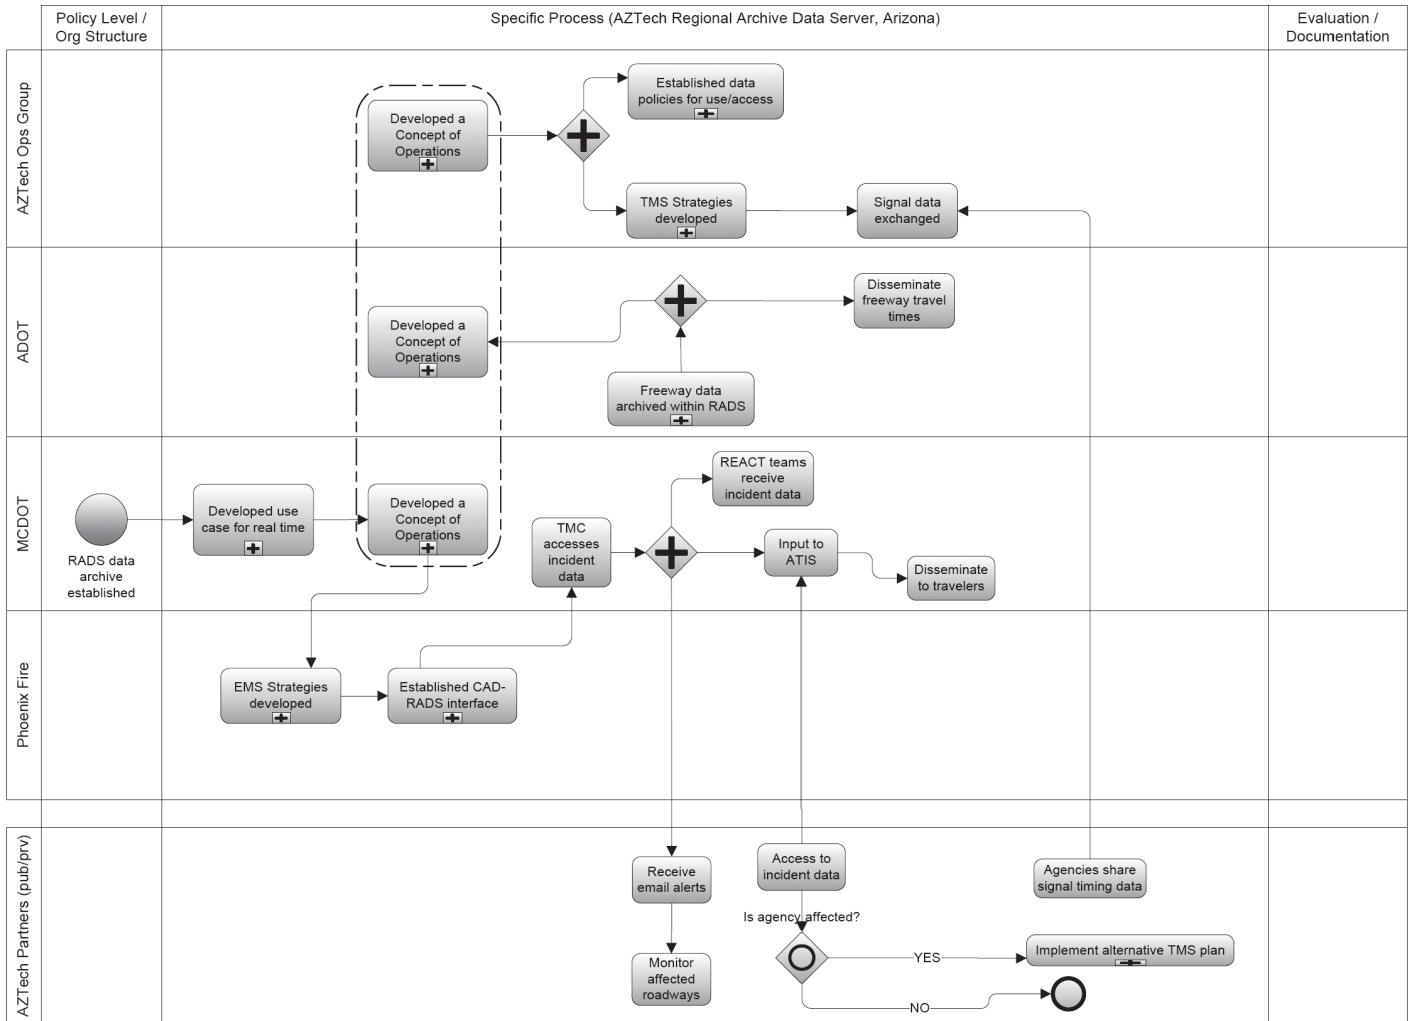 Policy Level /
Org Structure
Specific Process (AZTech Regional Archive Data Server, Arizona)
Evaluation /
Documentation
AZTech Ops Group
Developed a
Concept of
Operations
Established data
policies for use/access
TMS Strategies
developed
Signal data
exchanged
ADOT
Developed a
Concept of
Operations
Disseminate
freeway travel
times
Freeway data
archived within RADS
MCDOT
RADS data
archive
established
Developed use
case for real time
Developed a
Concept of
Operations
TMC
accesses
incident
data
REACT teams
receive
incident data
Input to
ATIS
Disseminate
to travelers
Phoenix Fire
EMS Strategies
developed
Established CAD-
RADS interface
AZTech Partners (pub/prv)
Receive
email alerts
Monitor
affected
roadways
Access to
incident data
Is agency affected?
YES
NO
Agencies share
signal timing data
Implement alternative TMS plan